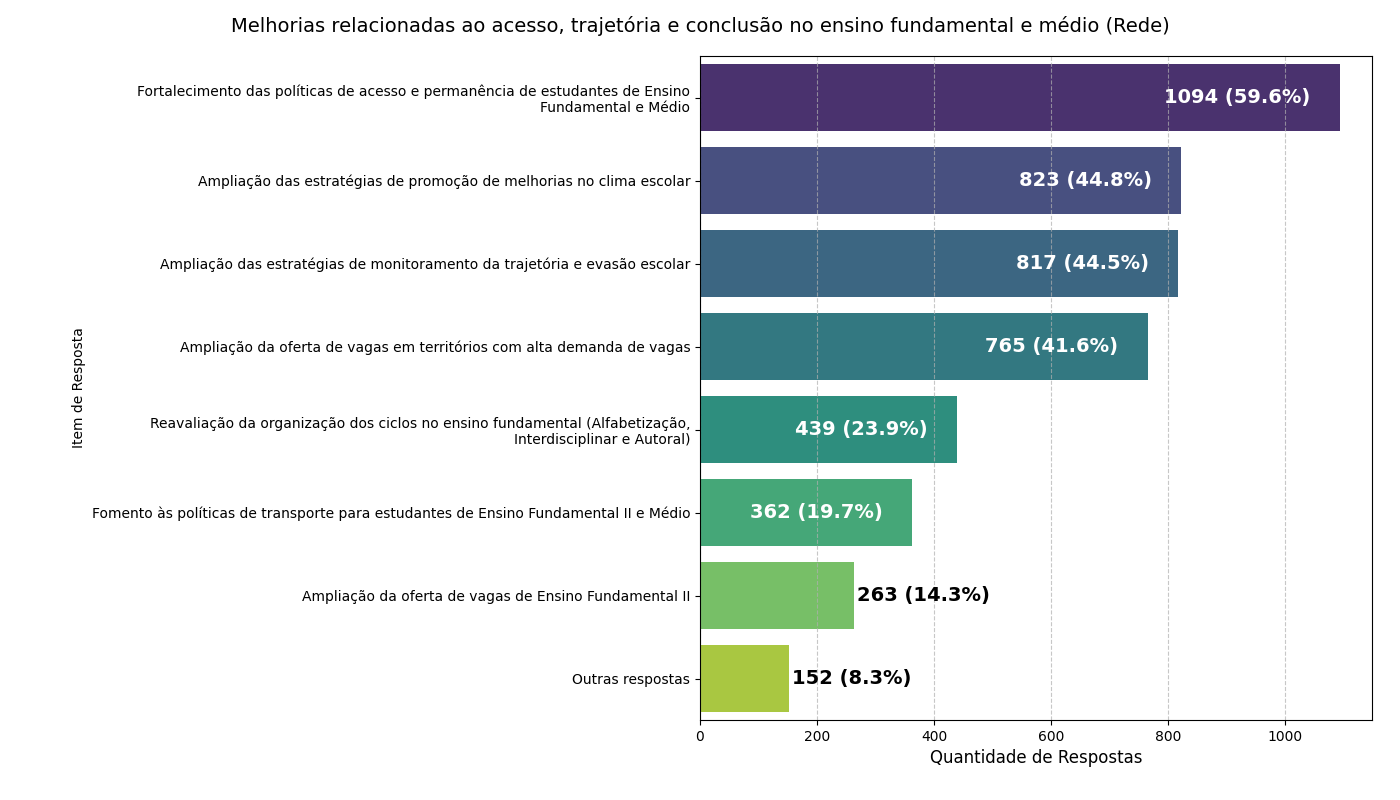 Melhorias relacionadas ao acesso, trajetória e conclusão no ensino fundamental e médio (Rede)
Fortalecimento das políticas de acesso e permanência de estudantes de Ensino
Fundamental e Médio
1094 (59.6%)
Ampliação das estratégias de promoção de melhorias no clima escolar
823 (44.8%)
Ampliação das estratégias de monitoramento da trajetória e evasão escolar
817 (44.5%)
Ampliação da oferta de vagas em territórios com alta demanda de vagas
765 (41.6%)
Reavaliação da organização dos ciclos no ensino fundamental (Alfabetização,
Interdisciplinar e Autoral)
439 (23.9%)
Fomento às políticas de transporte para estudantes de Ensino Fundamental II e Médio
362 (19.7%)
Ampliação da oferta de vagas de Ensino Fundamental II
263 (14.3%)
Outras respostas
152 (8.3%)
Item de Resposta
0 200 400 600 800 1000
Quantidade de Respostas